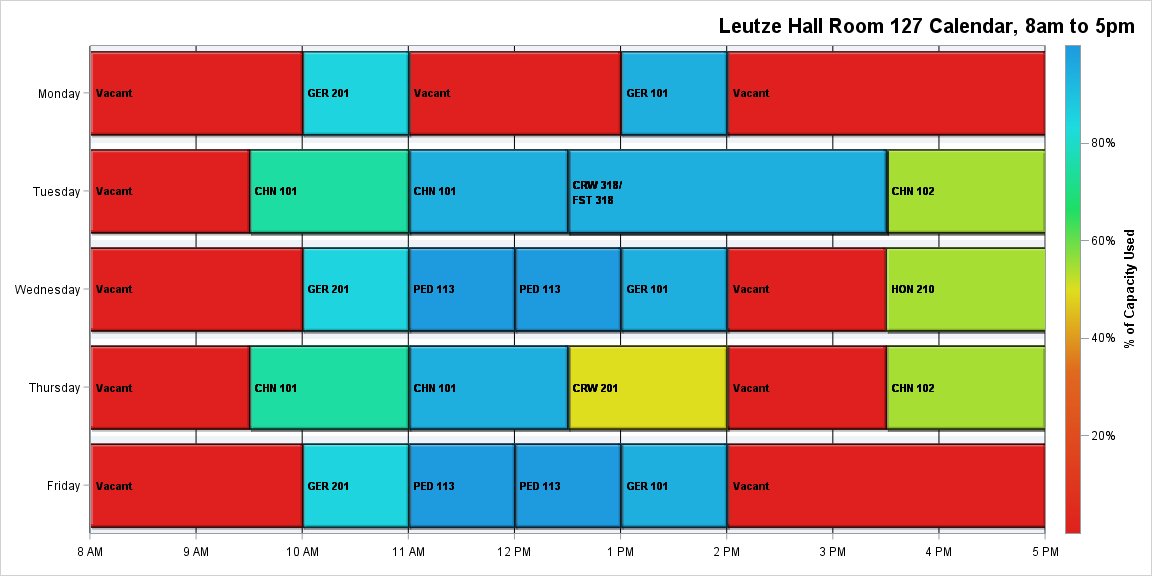 Leutze Hall Room 127 Calendar, 8am to 5pm
Monday
Vacant
GER 201
Vacant
GER 101
Vacant
Tuesday
Vacant
CHN 101
CHN 101
CRW 318/
FST 318
CHN 102
Wednesday
Vacant
GER 201
PED 113
PED 113
GER 101
Vacant
HON 210
Thursday
Vacant
CHN 101
CHN 101
CRW 201
Vacant
CHN 102
Friday
Vacant
GER 201
PED 113
PED 113
GER 101
Vacant
8 AM
9 AM
10 AM
11 AM
12 PM
1 PM
2 PM
3 PM
4 PM
5 PM
80%
60%
40%
20%
% of Capacity Used